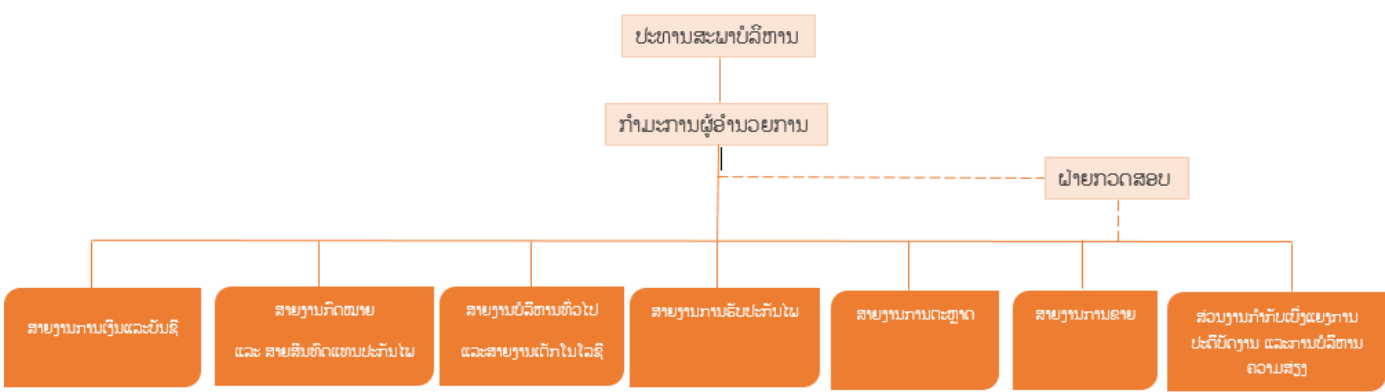 ປະທານສະພາບໍລິຫານ
ກຳມະການຜູ້ອຳນວຍການ
ຝ່າຍກວດສອບ
ສາຍງານການເງິນແລະບັນຊີ
ສາຍງານກົດໝາຍ
ແລະ ສາຍສິນທົດແທນປະກັນໄພ
ສາຍງານບໍລິຫານທົ່ວໄປ
ແລະສາຍງານເຕັກໂນໂລຊີ
ສາຍງານການຮັບປະກັນໄພ
ສາຍງານການຕະຫຼາດ
ສາຍງານການຂາຍ
ສ່ວນງານກຳກັບເບິ່ງແຍງການ
ປະຕິບັດງານ ແລະການບໍລິຫານ
ຄວາມສ່ຽງ